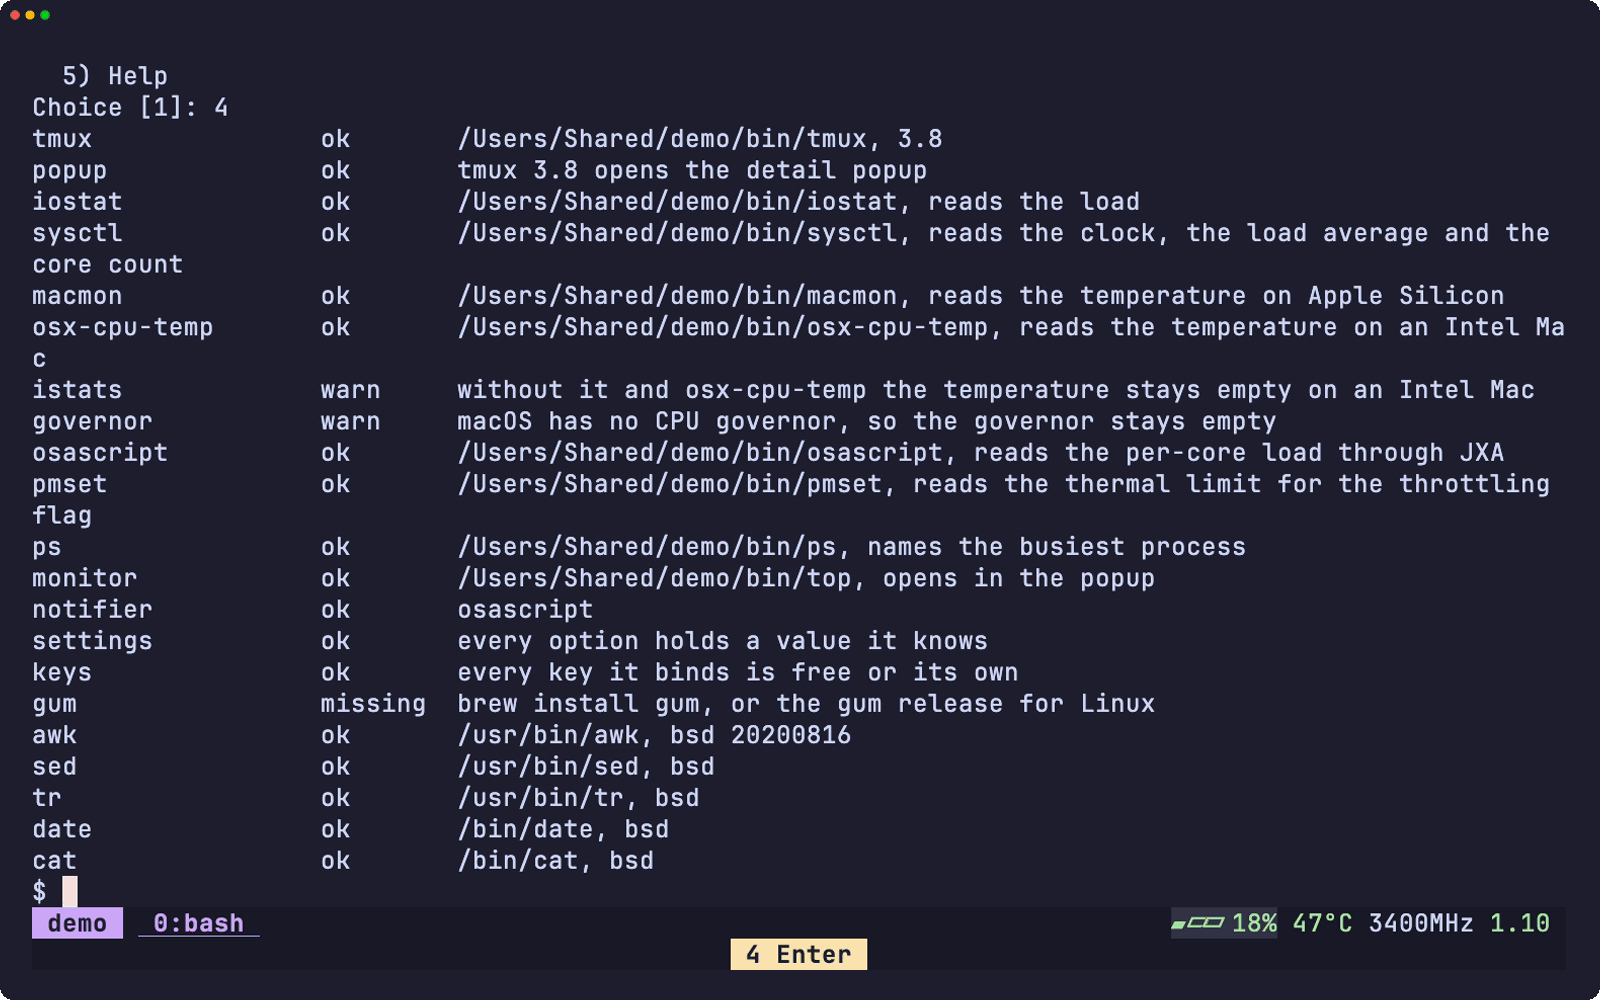 5) Help
Choice [1]: 4
tmux               ok       /Users/Shared/demo/bin/tmux, 3.8
popup              ok       tmux 3.8 opens the detail popup
iostat             ok       /Users/Shared/demo/bin/iostat, reads the load
sysctl             ok       /Users/Shared/demo/bin/sysctl, reads the clock, the load average and the
core count
macmon             ok       /Users/Shared/demo/bin/macmon, reads the temperature on Apple Silicon
osx-cpu-temp       ok       /Users/Shared/demo/bin/osx-cpu-temp, reads the temperature on an Intel Ma
c
istats             warn     without it and osx-cpu-temp the temperature stays empty on an Intel Mac
governor           warn     macOS has no CPU governor, so the governor stays empty
osascript          ok       /Users/Shared/demo/bin/osascript, reads the per-core load through JXA
pmset              ok       /Users/Shared/demo/bin/pmset, reads the thermal limit for the throttling
flag
ps                 ok       /Users/Shared/demo/bin/ps, names the busiest process
monitor            ok       /Users/Shared/demo/bin/top, opens in the popup
notifier           ok       osascript
settings           ok       every option holds a value it knows
keys               ok       every key it binds is free or its own
gum                missing  brew install gum, or the gum release for Linux
awk                ok       /usr/bin/awk, bsd 20200816
sed                ok       /usr/bin/sed, bsd
tr                 ok       /usr/bin/tr, bsd
date               ok       /bin/date, bsd
cat                ok       /bin/cat, bsd
$
demo 0:bash 18% 47°C 3400MHz 1.10
4 Enter